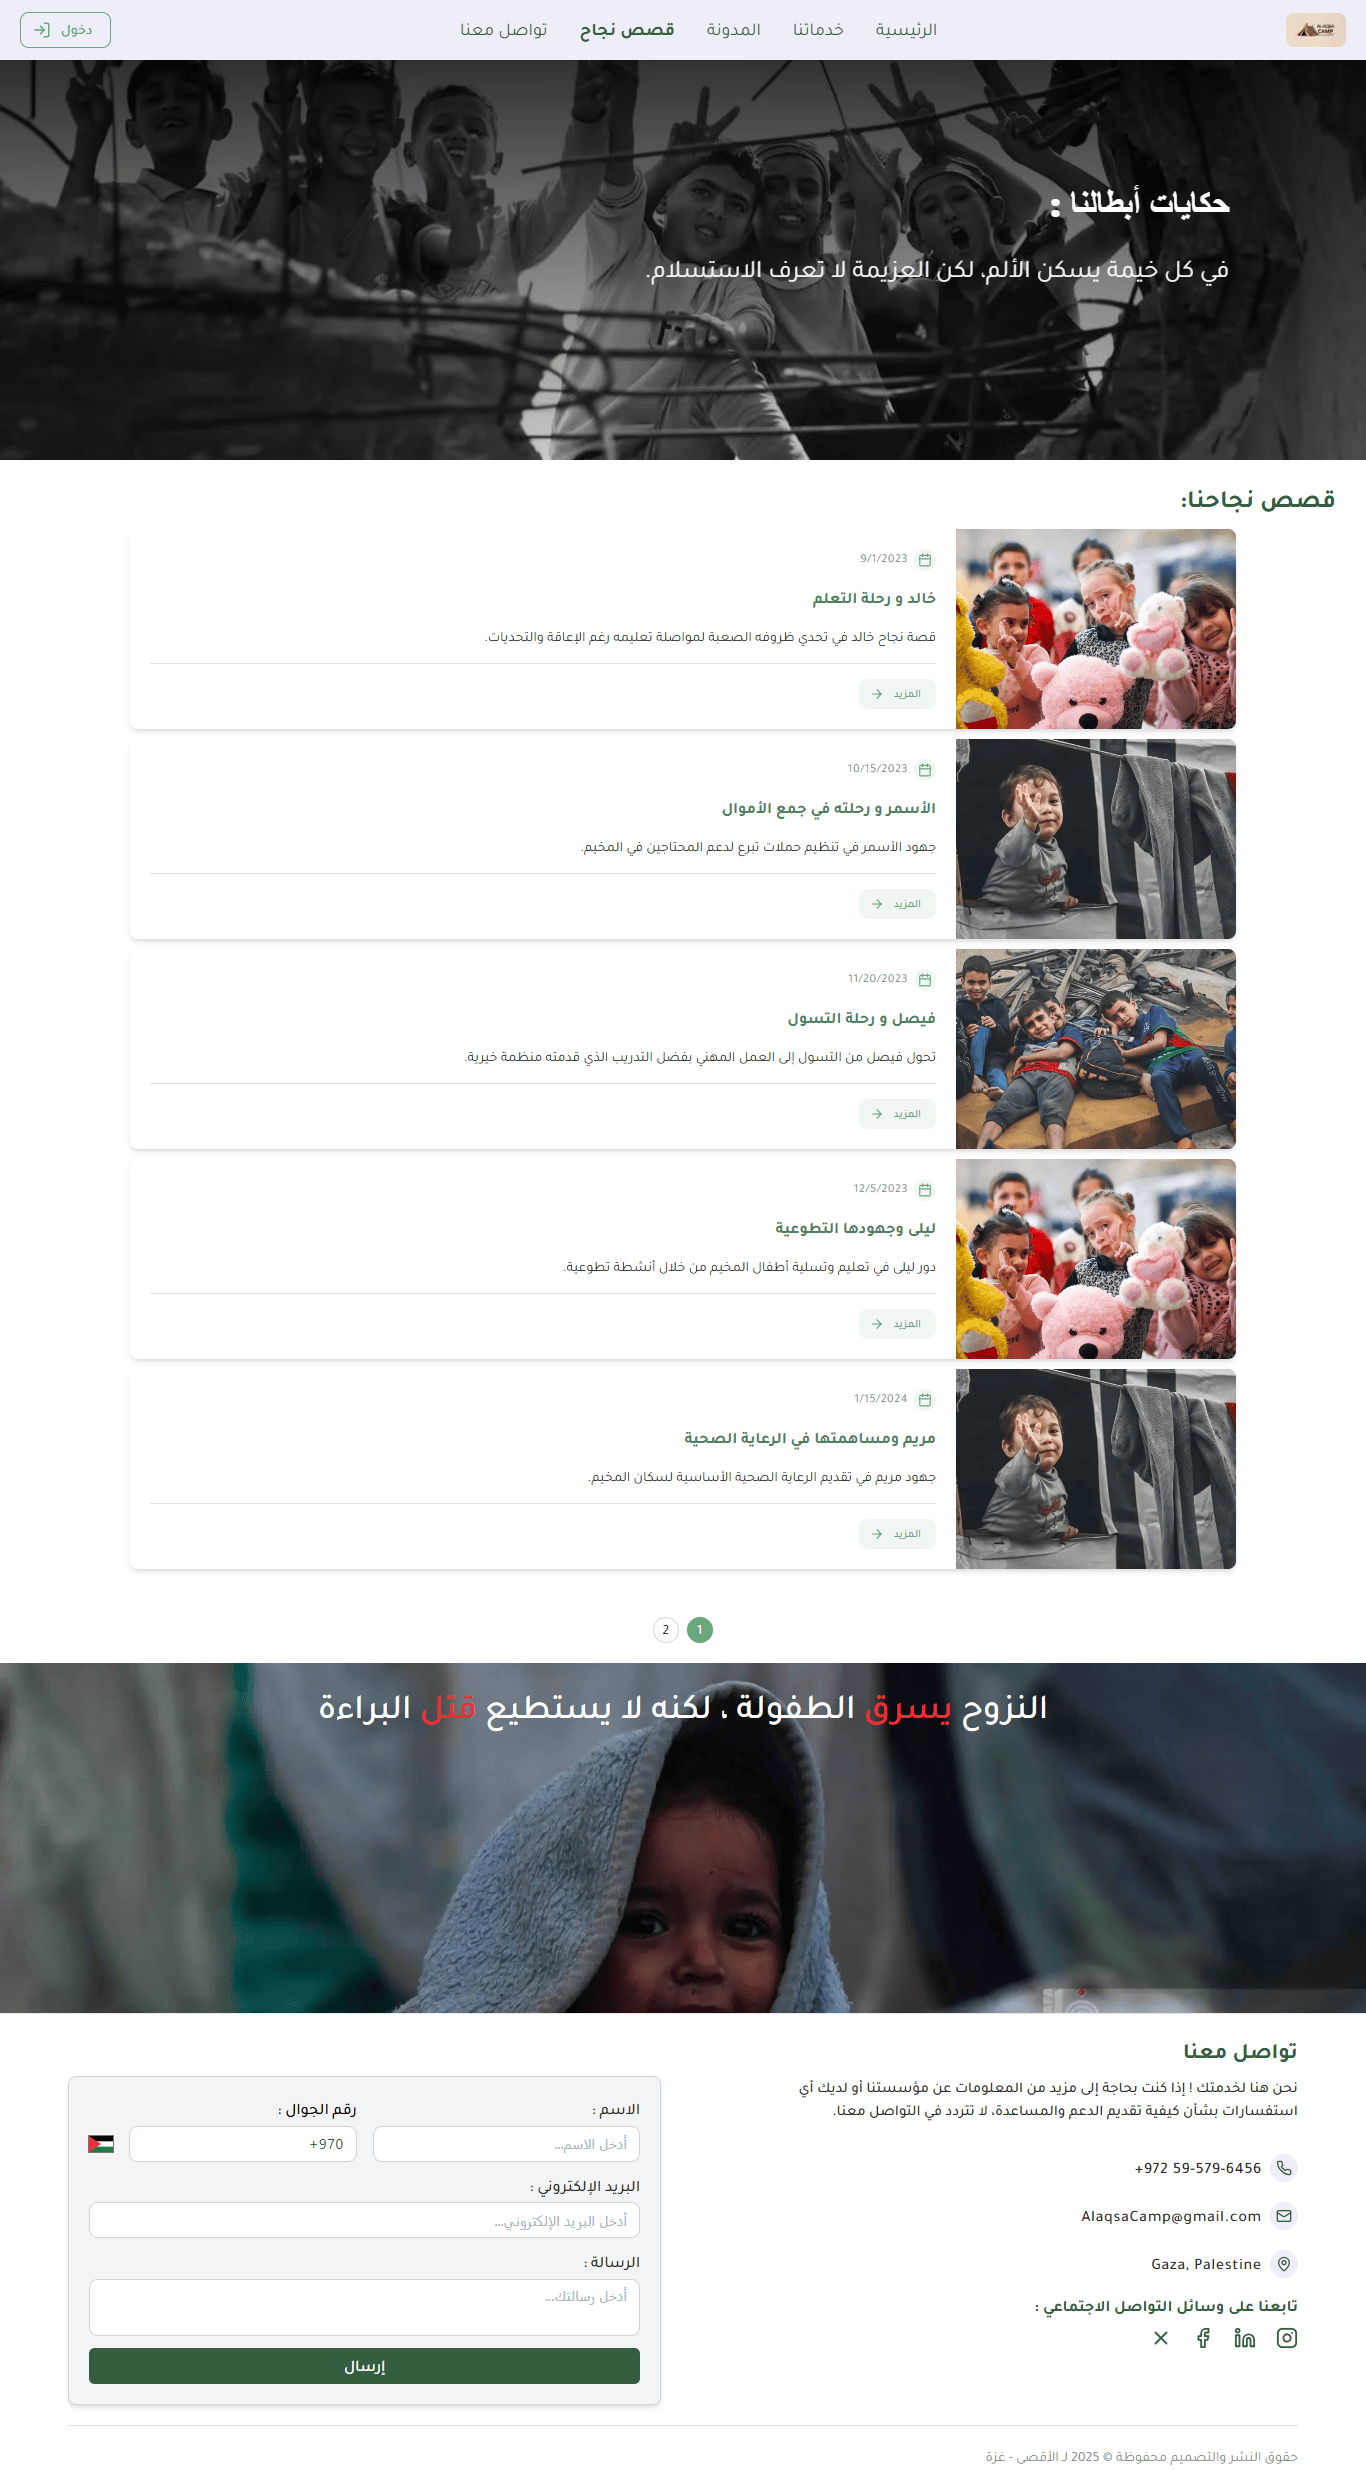 AL-AQSA
CAMP
الرئيسية
خدماتنا
المدونة
قصص نجاح
تواصل معنا
دخول
حكايات أبطالنا :
في كل خيمة يسكن الألم، لكن العزيمة لا تعرف الاستسلام.
قصص نجاحنا:
9/1/2023
خالد و رحلة التعلم
قصة نجاح خالد في تحدي ظروفه الصعبة لمواصلة تعليمه رغم الإعاقة والتحديات.
المزيد
10/15/2023
الأسمر و رحلته في جمع الأموال
جهود الأسمر في تنظيم حملات تبرع لدعم المحتاجين في المخيم.
المزيد
11/20/2023
فيصل و رحلة التسول
تحول فيصل من التسول إلى العمل المهني بفضل التدريب الذي قدمته منظمة خيرية.
المزيد
12/5/2023
ليلى وجهودها التطوعية
دور ليلى في تعليم وتسلية أطفال المخيم من خلال أنشطة تطوعية.
المزيد
1/15/2024
مريم ومساهمتها في الرعاية الصحية
جهود مريم في تقديم الرعاية الصحية الأساسية لسكان المخيم.
المزيد
1
2
النزوح يسرق الطفولة ، لكنه لا يستطيع قتل البراءة
تواصل معنا
نحن هنا لخدمتك ! إذا كنت بحاجة إلى مزيد من المعلومات عن مؤسستنا أو لديك أي
استفسارات بشأن كيفية تقديم الدعم والمساعدة، لا تتردد في التواصل معنا.
+972 59-579-6456
AlaqsaCamp@gmail.com
Gaza, Palestine
تابعنا على وسائل التواصل الاجتماعي :
الاسم :
أدخل الاسم...
رقم الجوال :
+970
البريد الإلكتروني :
أدخل البريد الإلكتروني...
الرسالة :
أدخل رسالتك...
إرسال
حقوق النشر والتصميم محفوظة © 2025 لـ الأقصى - غزة